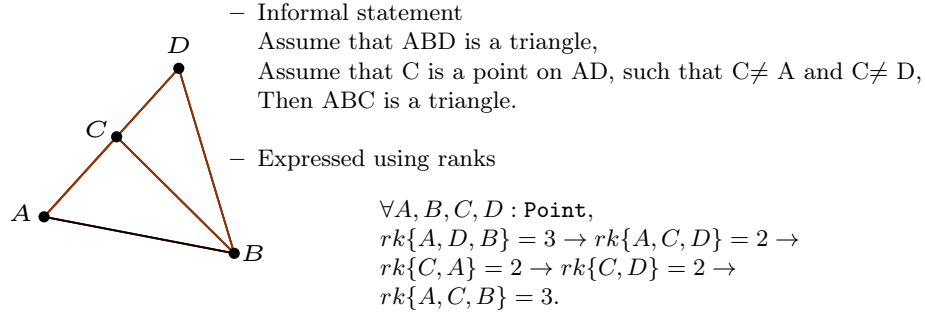 – Informal statement
Assume that ABD is a triangle,
Assume that C is a point on AD, such that C≠ A and C≠ D,
Then ABC is a triangle.
D
C
A
B
– Expressed using ranks
∀A, B, C, D : Point,
rk{A, D, B} = 3 → rk{A, C, D} = 2 →
rk{C, A} = 2 → rk{C, D} = 2 →
rk{A, C, B} = 3.